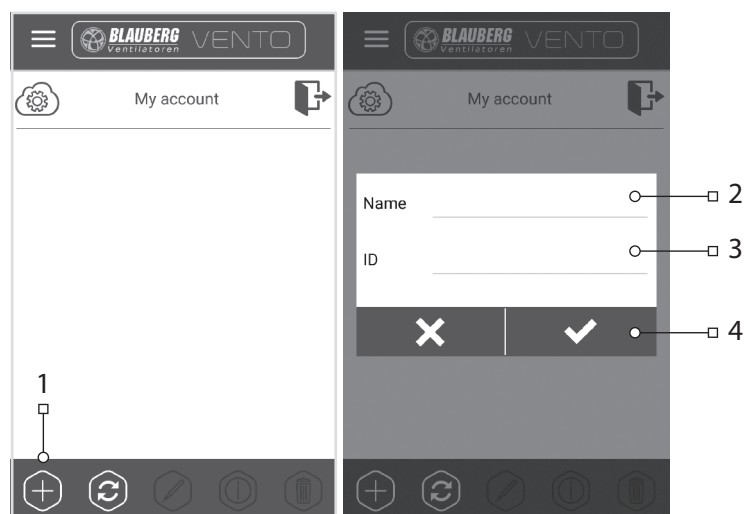 BLAUBERG
Ventilatoren
VENTO
My account
1
BLAUBERG
Ventilatoren
VENTO
My account
Name
2
ID
3
4